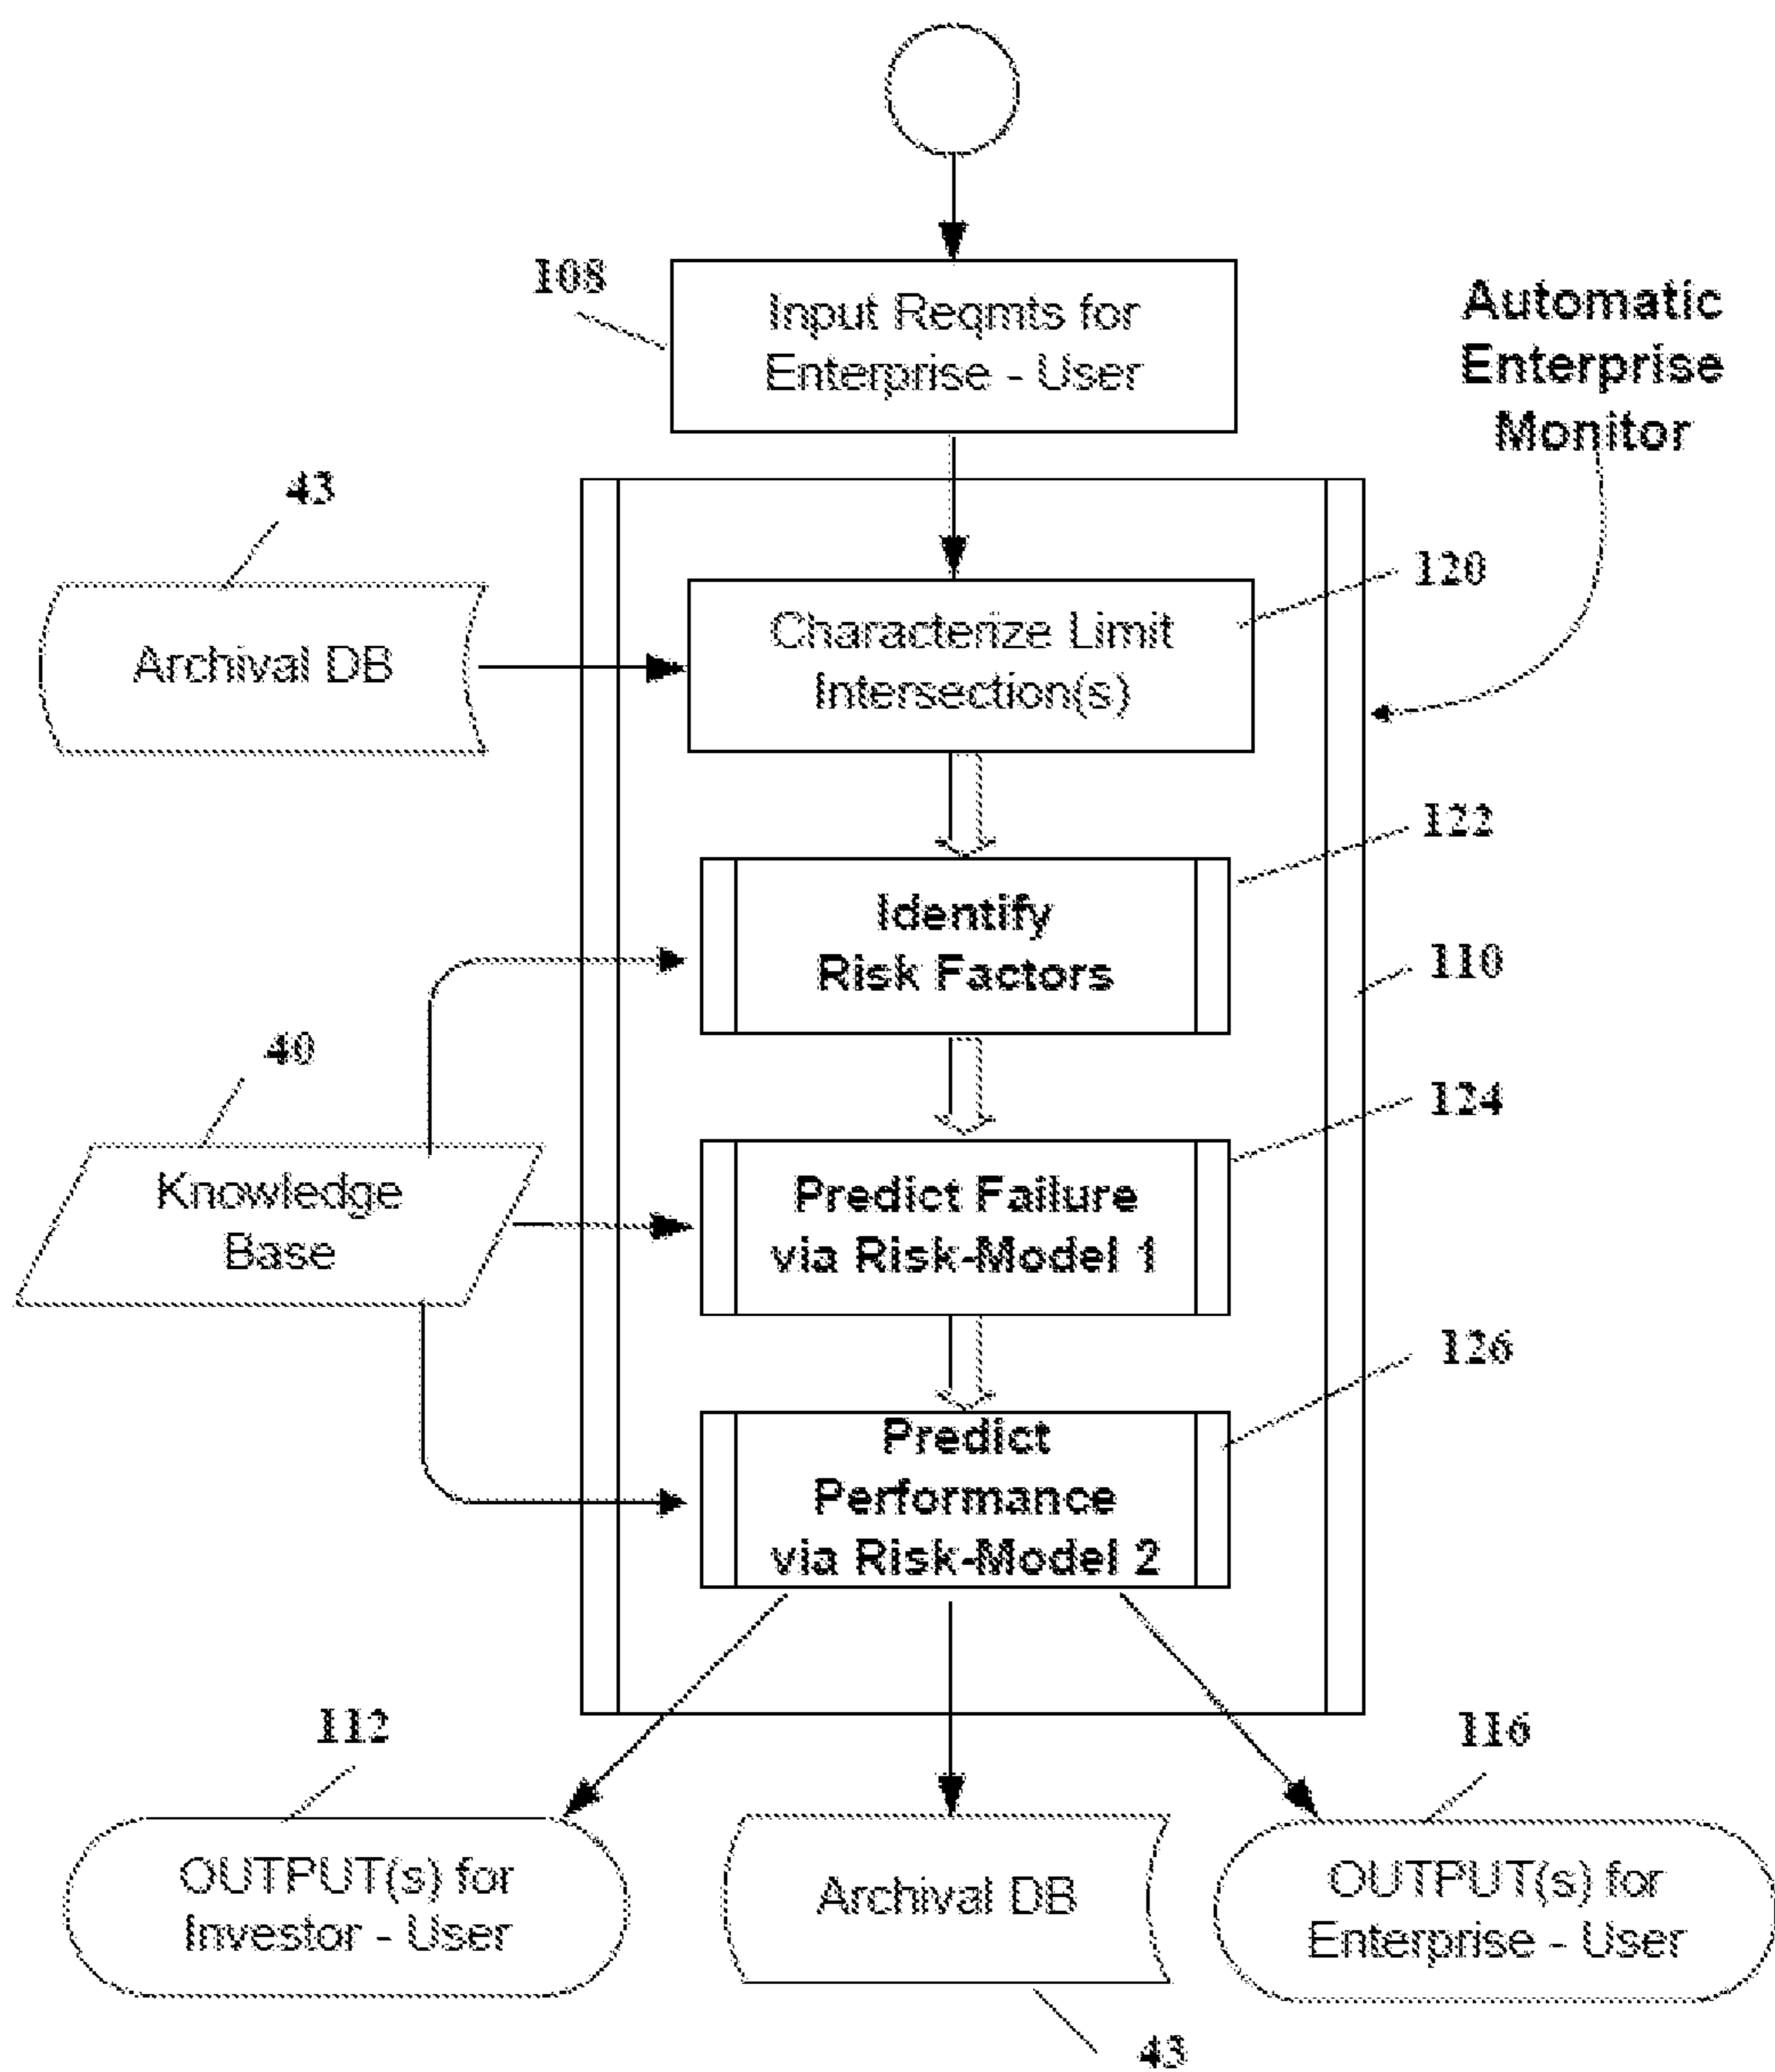 108
Input Reqmts for
Enterprise - User
Automatic
Enterprise
Monitor
43
Archival DB
120
Characterize Limit
Intersection(s)
122
Identify
Risk Factors
110
40
Knowledge
Base
124
Predict Failure
via Risk-Model 1
126
Predict
Performance
via Risk-Model 2
112
OUTPUT(s) for
Investor - User
Archival DB
43
116
OUTPUT(s) for
Enterprise - User